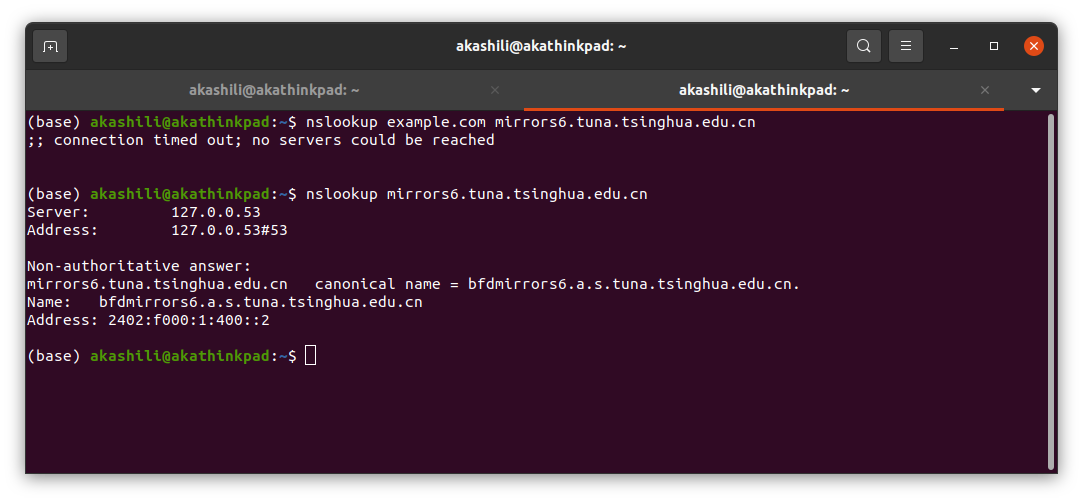 akashili@akathinkpad: ~
akashili@akathinkpad: ~
akashili@akathinkpad: ~
(base) akashili@akathinkpad:~$ nslookup example.com mirrors6.tuna.tsinghua.edu.cn
;; connection timed out; no servers could be reached
(base) akashili@akathinkpad:~$ nslookup mirrors6.tuna.tsinghua.edu.cn
Server:         127.0.0.53
Address:        127.0.0.53#53
Non-authoritative answer:
mirrors6.tuna.tsinghua.edu.cn   canonical name = bfdmirrors6.a.s.tuna.tsinghua.edu.cn.
Name:   bfdmirrors6.a.s.tuna.tsinghua.edu.cn
Address: 2402:f000:1:400::2
(base) akashili@akathinkpad:~$